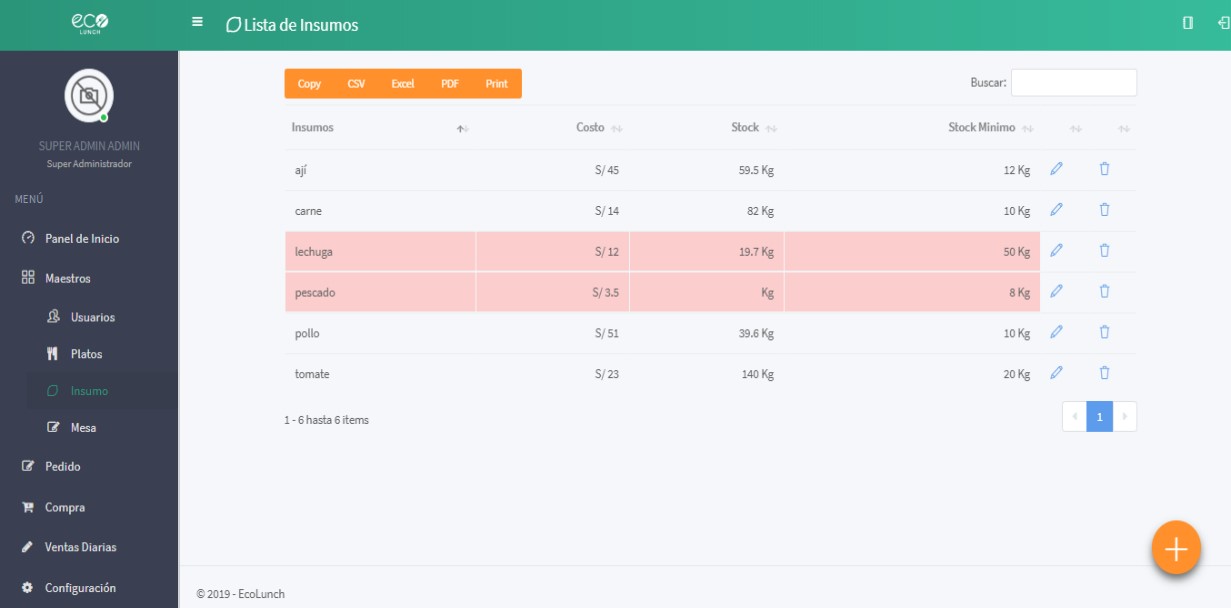 eco
LUNCH
Lista de Insumos
SUPER ADMIN ADMIN
Super Administrador
MENÚ
Panel de Inicio
Maestros
Usuarios
Platos
Insumo
Mesa
Pedido
Compra
Ventas Diarias
Configuración
Copy CSV Excel PDF Print
Buscar:
Insumos Costo Stock Stock Minimo
ají S/ 45 59.5 Kg 12 Kg
carne S/ 14 82 Kg 10 Kg
lechuga S/ 12 19.7 Kg 50 Kg
pescado S/ 3.5 Kg 8 Kg
pollo S/ 51 39.6 Kg 10 Kg
tomate S/ 23 140 Kg 20 Kg
1 - 6 hasta 6 items
1
© 2019 - EcoLunch